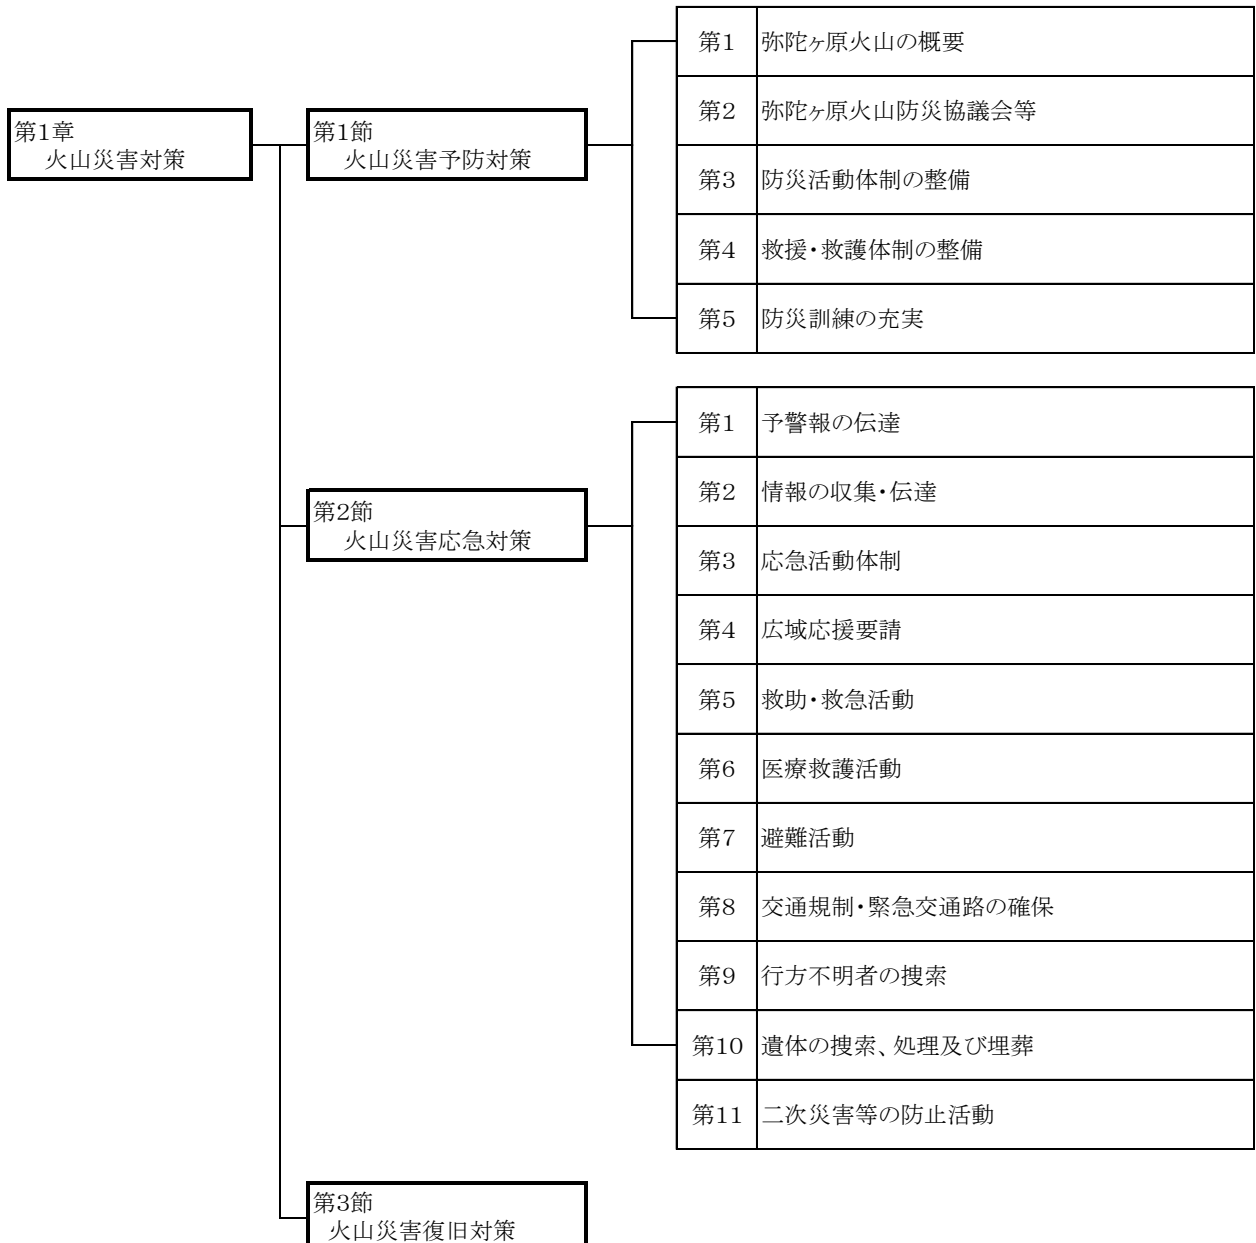 第1章
火山災害対策
第1節
火山災害予防対策
第1 弥陀ヶ原火山の概要
第2 弥陀ヶ原火山防災協議会等
第3 防災活動体制の整備
第4 救援・救護体制の整備
第5 防災訓練の充実
第2節
火山災害応急対策
第1 予警報の伝達
第2 情報の収集・伝達
第3 応急活動体制
第4 広域応援要請
第5 救助・救急活動
第6 医療救護活動
第7 避難活動
第8 交通規制・緊急交通路の確保
第9 行方不明者の捜索
第10 遺体の捜索、処理及び埋葬
第11 二次災害等の防止活動
第3節
火山災害復旧対策